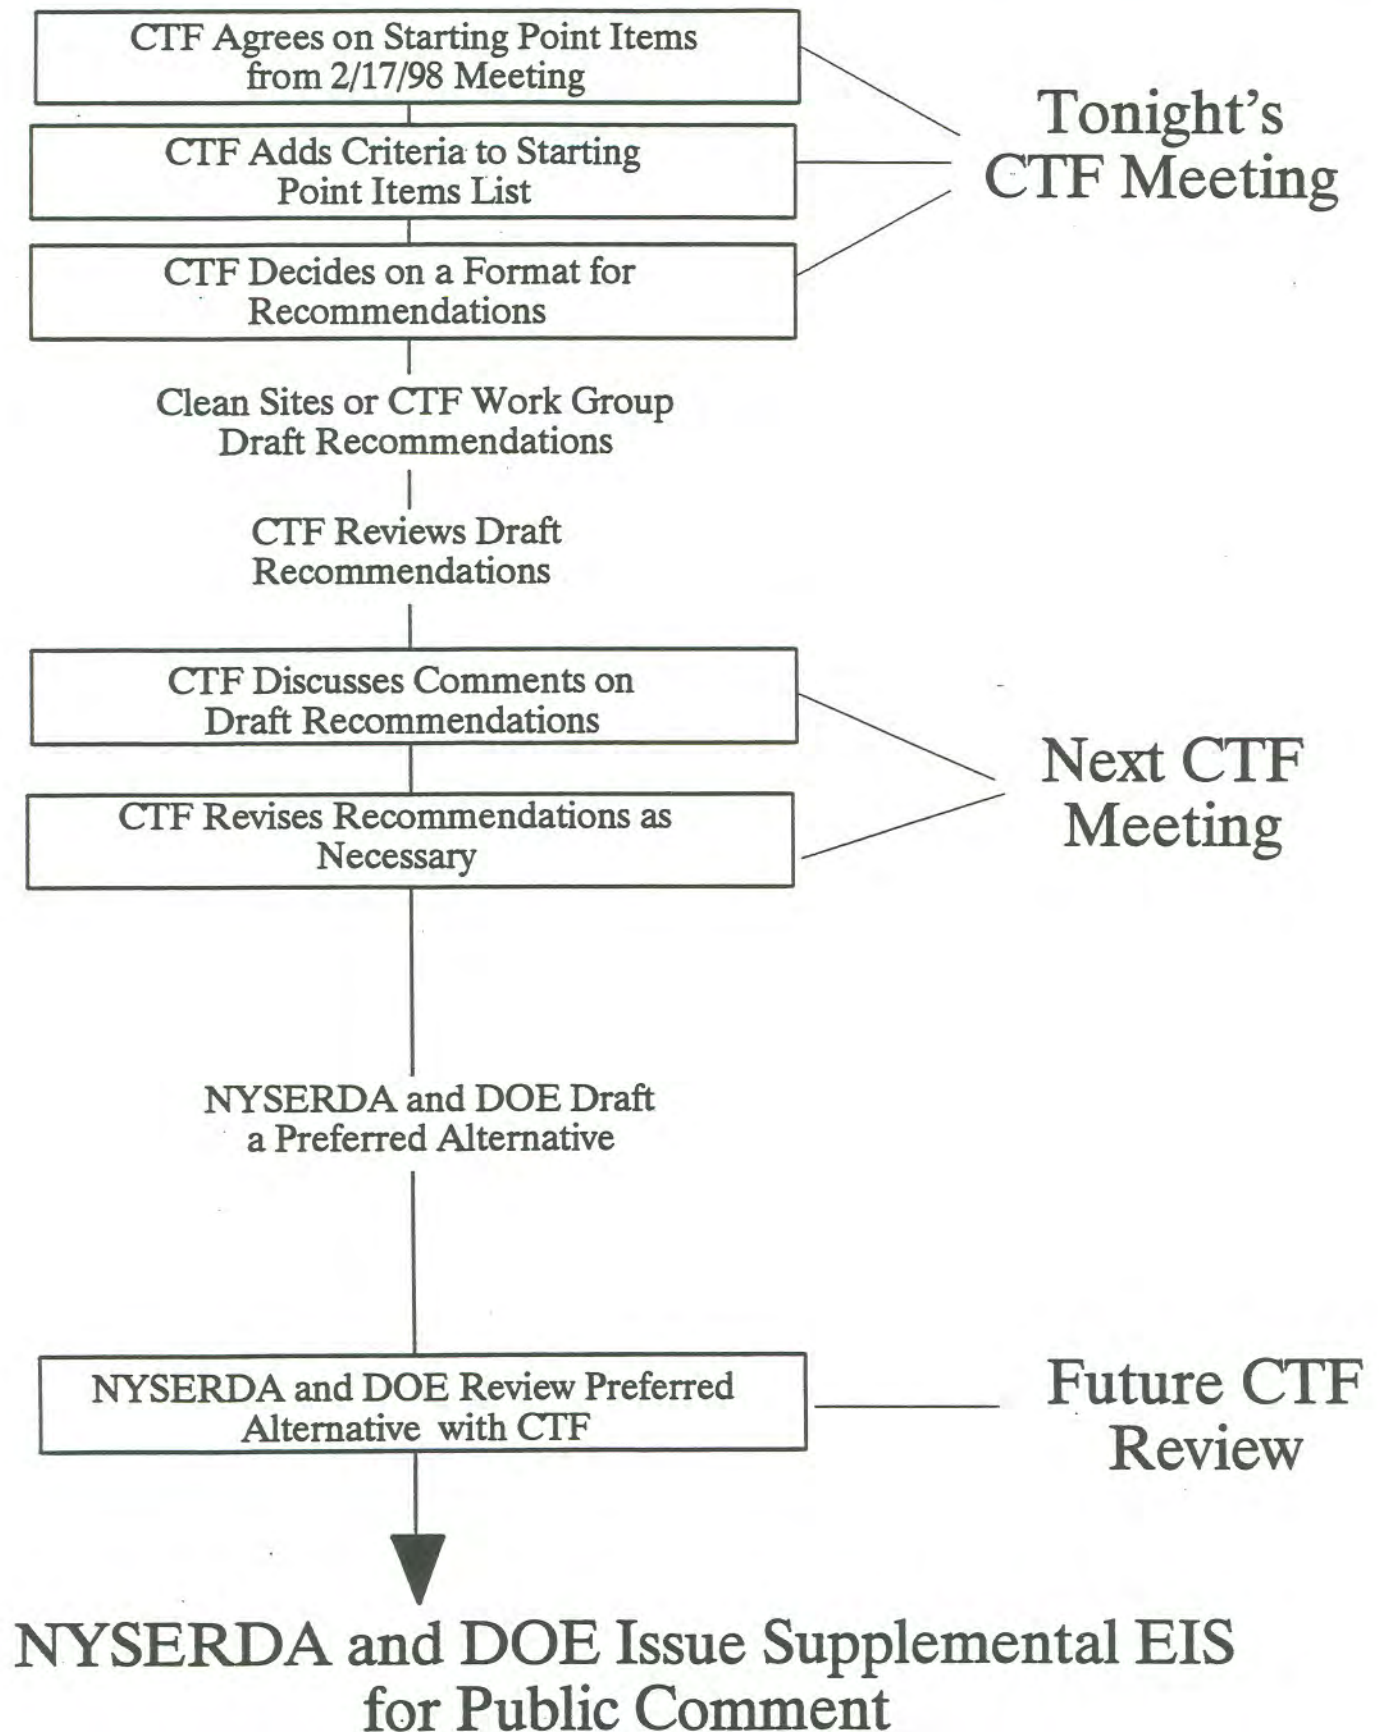 CTF Agrees on Starting Point Items
from 2/17/98 Meeting
Tonight's
CTF Meeting
CTF Adds Criteria to Starting
Point Items List
CTF Decides on a Format for
Recommendations
Clean Sites or CTF Work Group
Draft Recommendations
CTF Reviews Draft
Recommendations
CTF Discusses Comments on
Draft Recommendations
Next CTF
Meeting
CTF Revises Recommendations as
Necessary
NYSERDA and DOE Draft
a Preferred Alternative
NYSERDA and DOE Review Preferred
Alternative with CTF
Future CTF
Review
NYSERDA and DOE Issue Supplemental EIS
for Public Comment